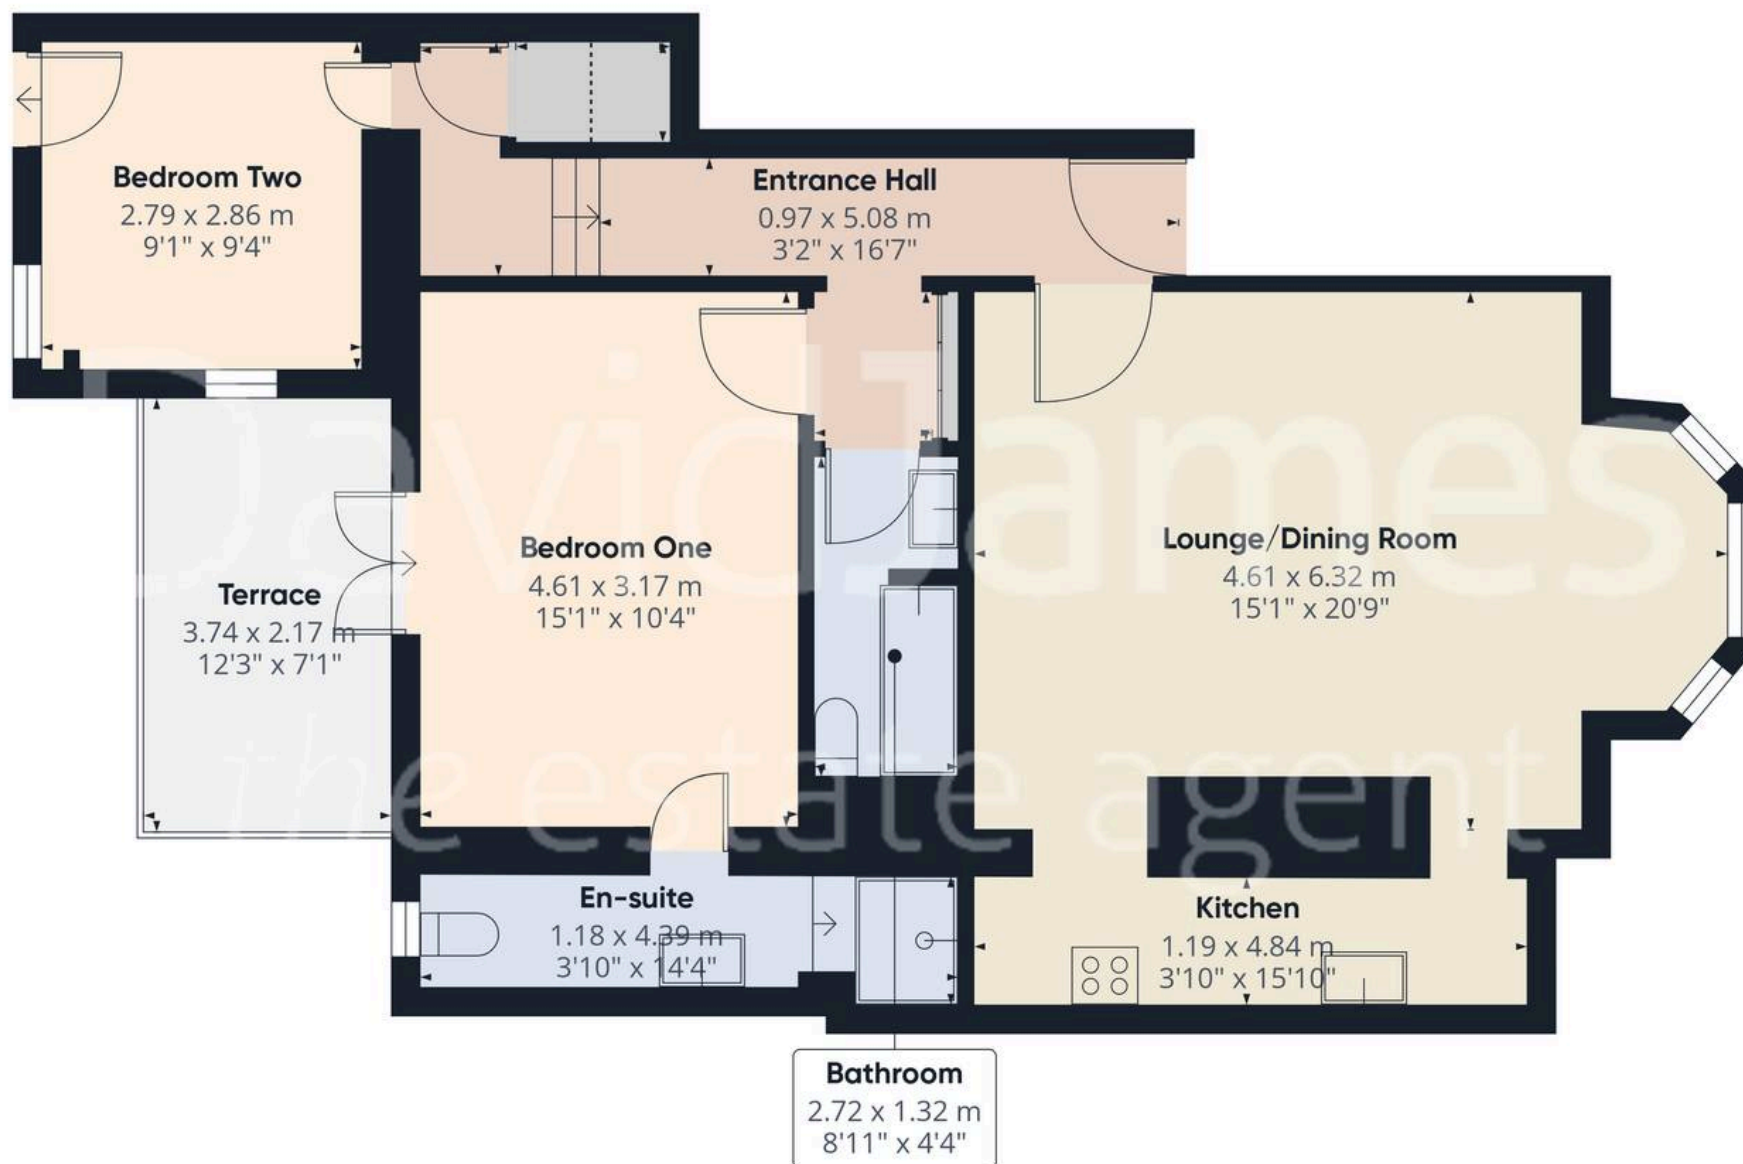 Bedroom Two
2.79 x 2.86 m
9'1" x 9'4"
Entrance Hall
0.97 x 5.08 m
3'2" x 16'7"
Bedroom One
4.61 x 3.17 m
15'1" x 10'4"
Lounge/Dining Room
4.61 x 6.32 m
15'1" x 20'9"
Terrace
3.74 x 2.17 m
12'3" x 7'1"
En-suite
1.18 x 4.39 m
3'10" x 14'4"
Kitchen
1.19 x 4.84 m
3'10" x 15'10"
Bathroom
2.72 x 1.32 m
8'11" x 4'4"
DavidJames
the estate agent